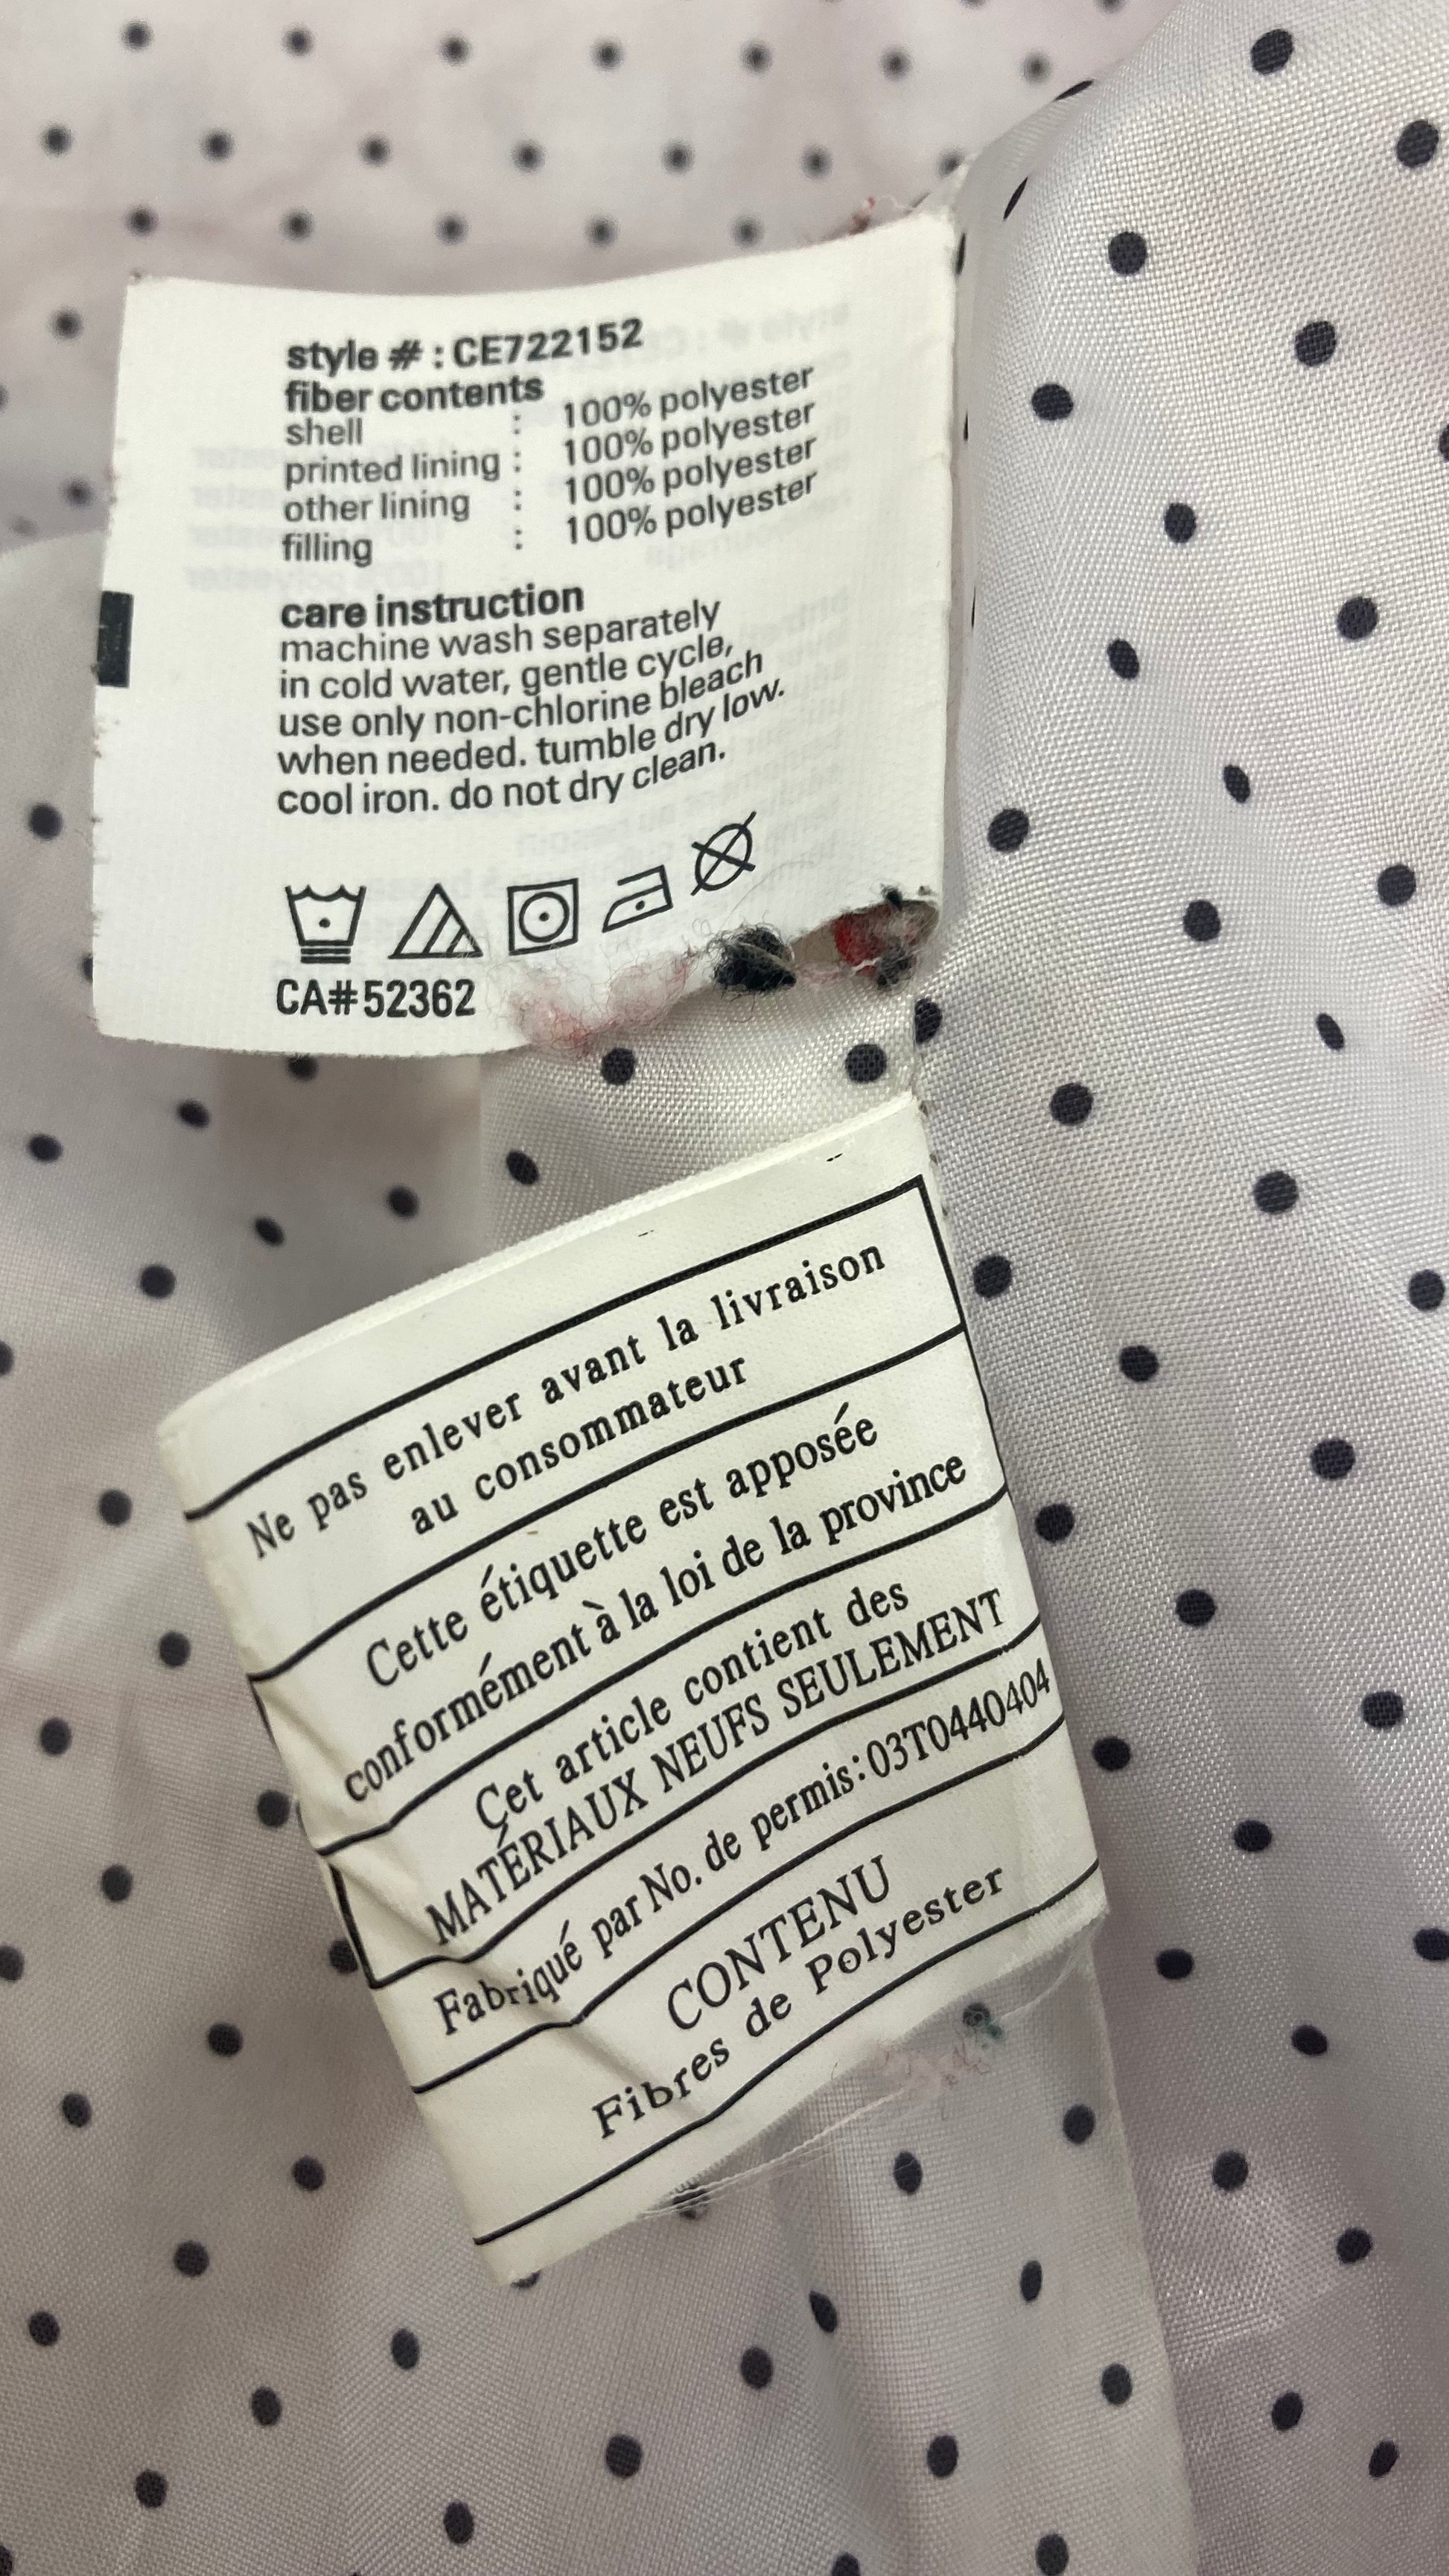 style # : CE722152
fiber contents
shell : 100% polyester
printed lining : 100% polyester
other lining : 100% polyester
filling : 100% polyester
care instruction
machine wash separately
in cold water, gentle cycle,
use only non-chlorine bleach
when needed. tumble dry low.
cool iron. do not dry clean.
CA#52362
Ne pas enlever avant la livraison
au consommateur
Cette étiquette est apposée
conformément à la loi de la province
Cet article contient des
MATÉRIAUX NEUFS SEULEMENT
Fabriqué par No. de permis:03T0440404
CONTENU
Fibres de Polyester